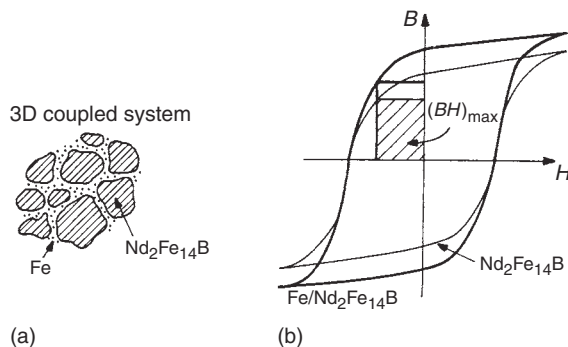 3D coupled system
Nd₂Fe₁₄B
Fe
(a)
B
(BH)max
H
Nd₂Fe₁₄B
Fe/Nd₂Fe₁₄B
(b)